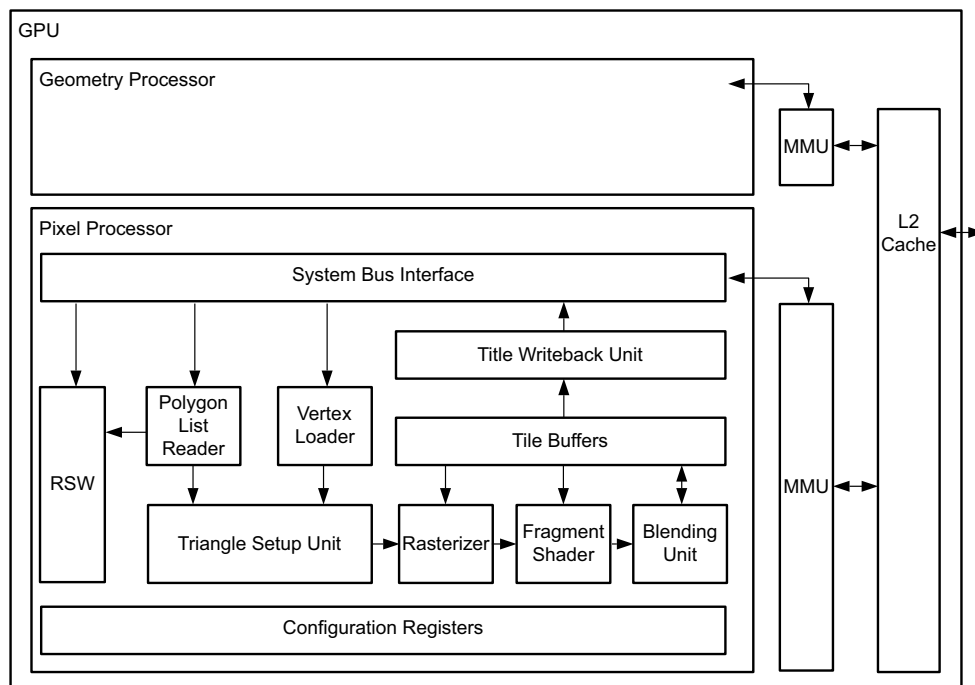 GPU
Geometry Processor
MMU
L2
Cache
Pixel Processor
System Bus Interface
Title Writeback Unit
Polygon
List
Reader
Vertex
Loader
Tile Buffers
RSW
MMU
Triangle Setup Unit
Rasterizer
Fragment
Shader
Blending
Unit
Configuration Registers